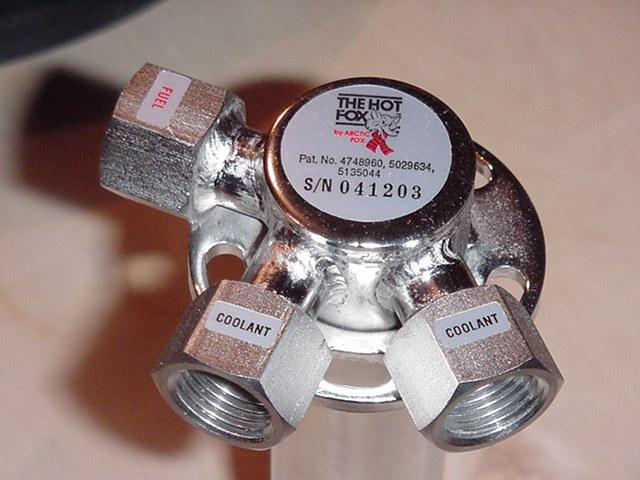 FUEL
THE HOT
FOX
by ARCTIC
FOX
Pat. No. 4748960, 5029634,
5135044
S/N 041203
COOLANT
COOLANT